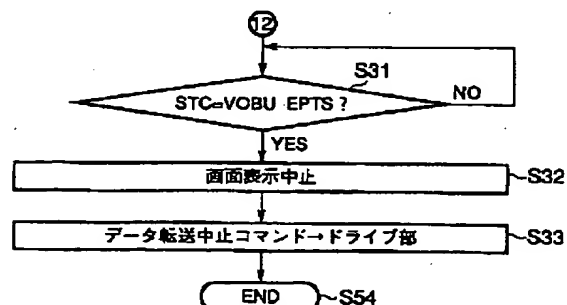 12
S31
STC=VOBU EPTS ?
NO
YES
画面表示中止
S32
データ転送中止コマンド→ドライブ部
S33
END
S54